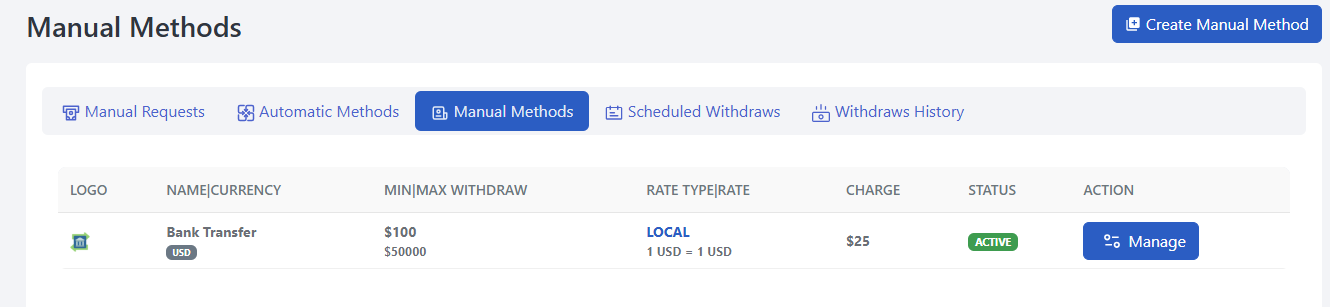 Manual Methods
Create Manual Method
Manual Requests
Automatic Methods
Manual Methods
Scheduled Withdraws
Withdraws History
LOGO NAME|CURRENCY MIN|MAX WITHDRAW RATE TYPE|RATE CHARGE STATUS ACTION
Bank Transfer
USD
$100
$50000
LOCAL
1 USD = 1 USD
$25
ACTIVE
Manage